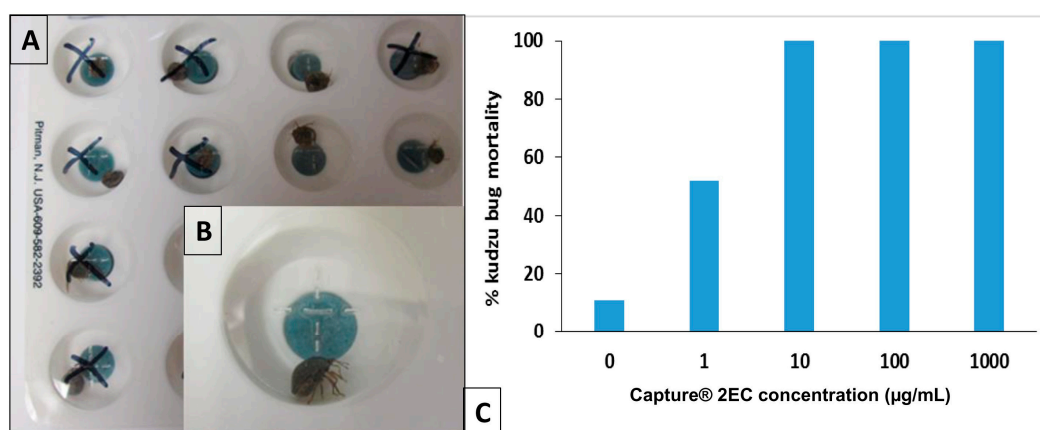 A
Pitman, N.J. USA-609-582-2392
B
C
% kudzu bug mortality
100
80
60
40
20
0
0 1 10 100 1000
Capture® 2EC concentration (µg/mL)